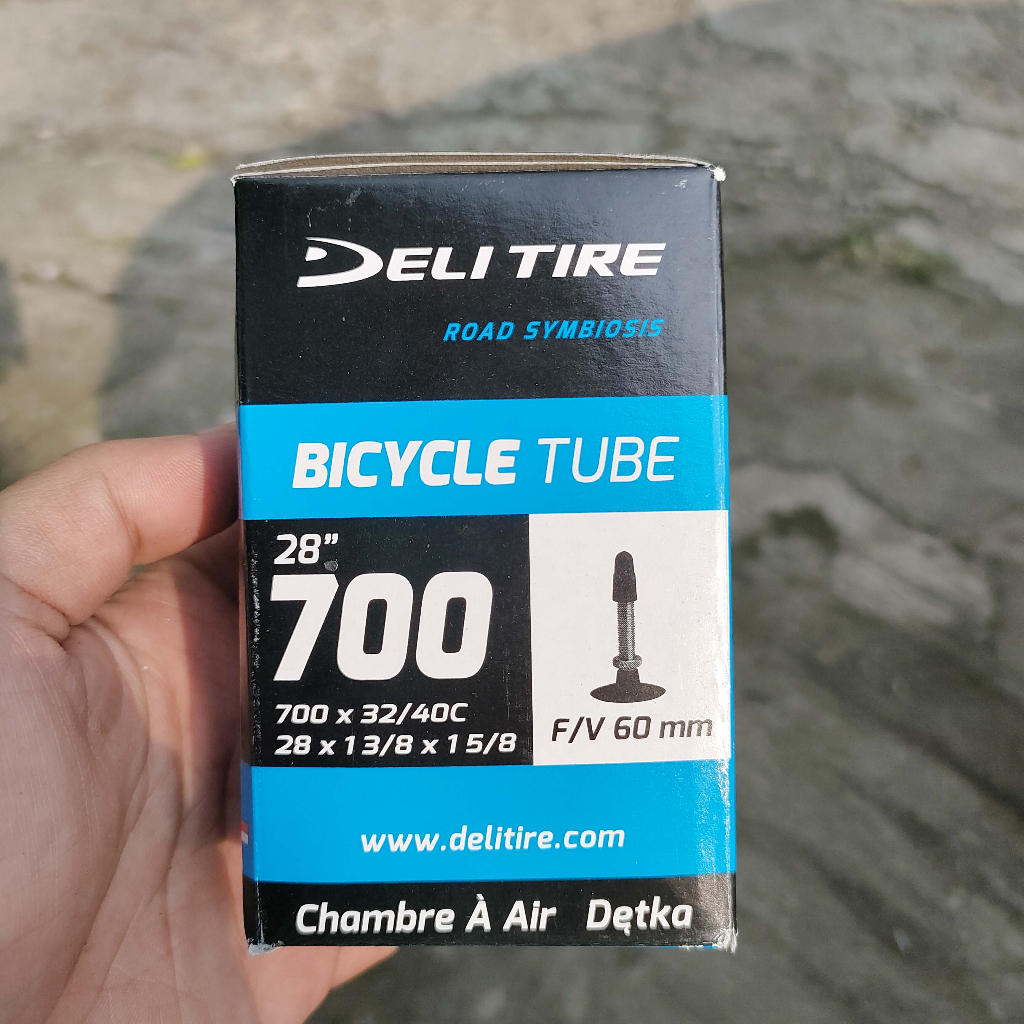 DELI TIRE
ROAD SYMBIOSIS
BICYCLE TUBE
28”
700
700 x 32/40C
28 x 1 3/8 x 1 5/8
F/V 60 mm
www.delitire.com
Chambre À Air Dętka